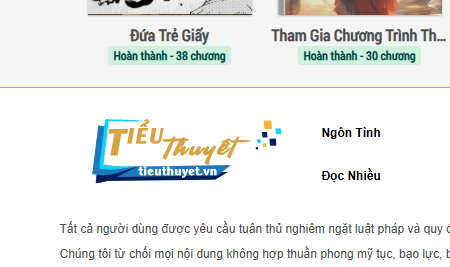 Đứa Trẻ Giấy
Hoàn thành - 38 chương
Tham Gia Chương Trình Th...
Hoàn thành - 30 chương
TIỂU Thuyết
tieuthuyet.vn
Ngôn Tình
Đọc Nhiều
Tất cả người dùng được yêu cầu tuân thủ nghiêm ngặt luật pháp và quy
Chúng tôi từ chối mọi nội dung không hợp thuần phong mỹ tục, bạo lực,